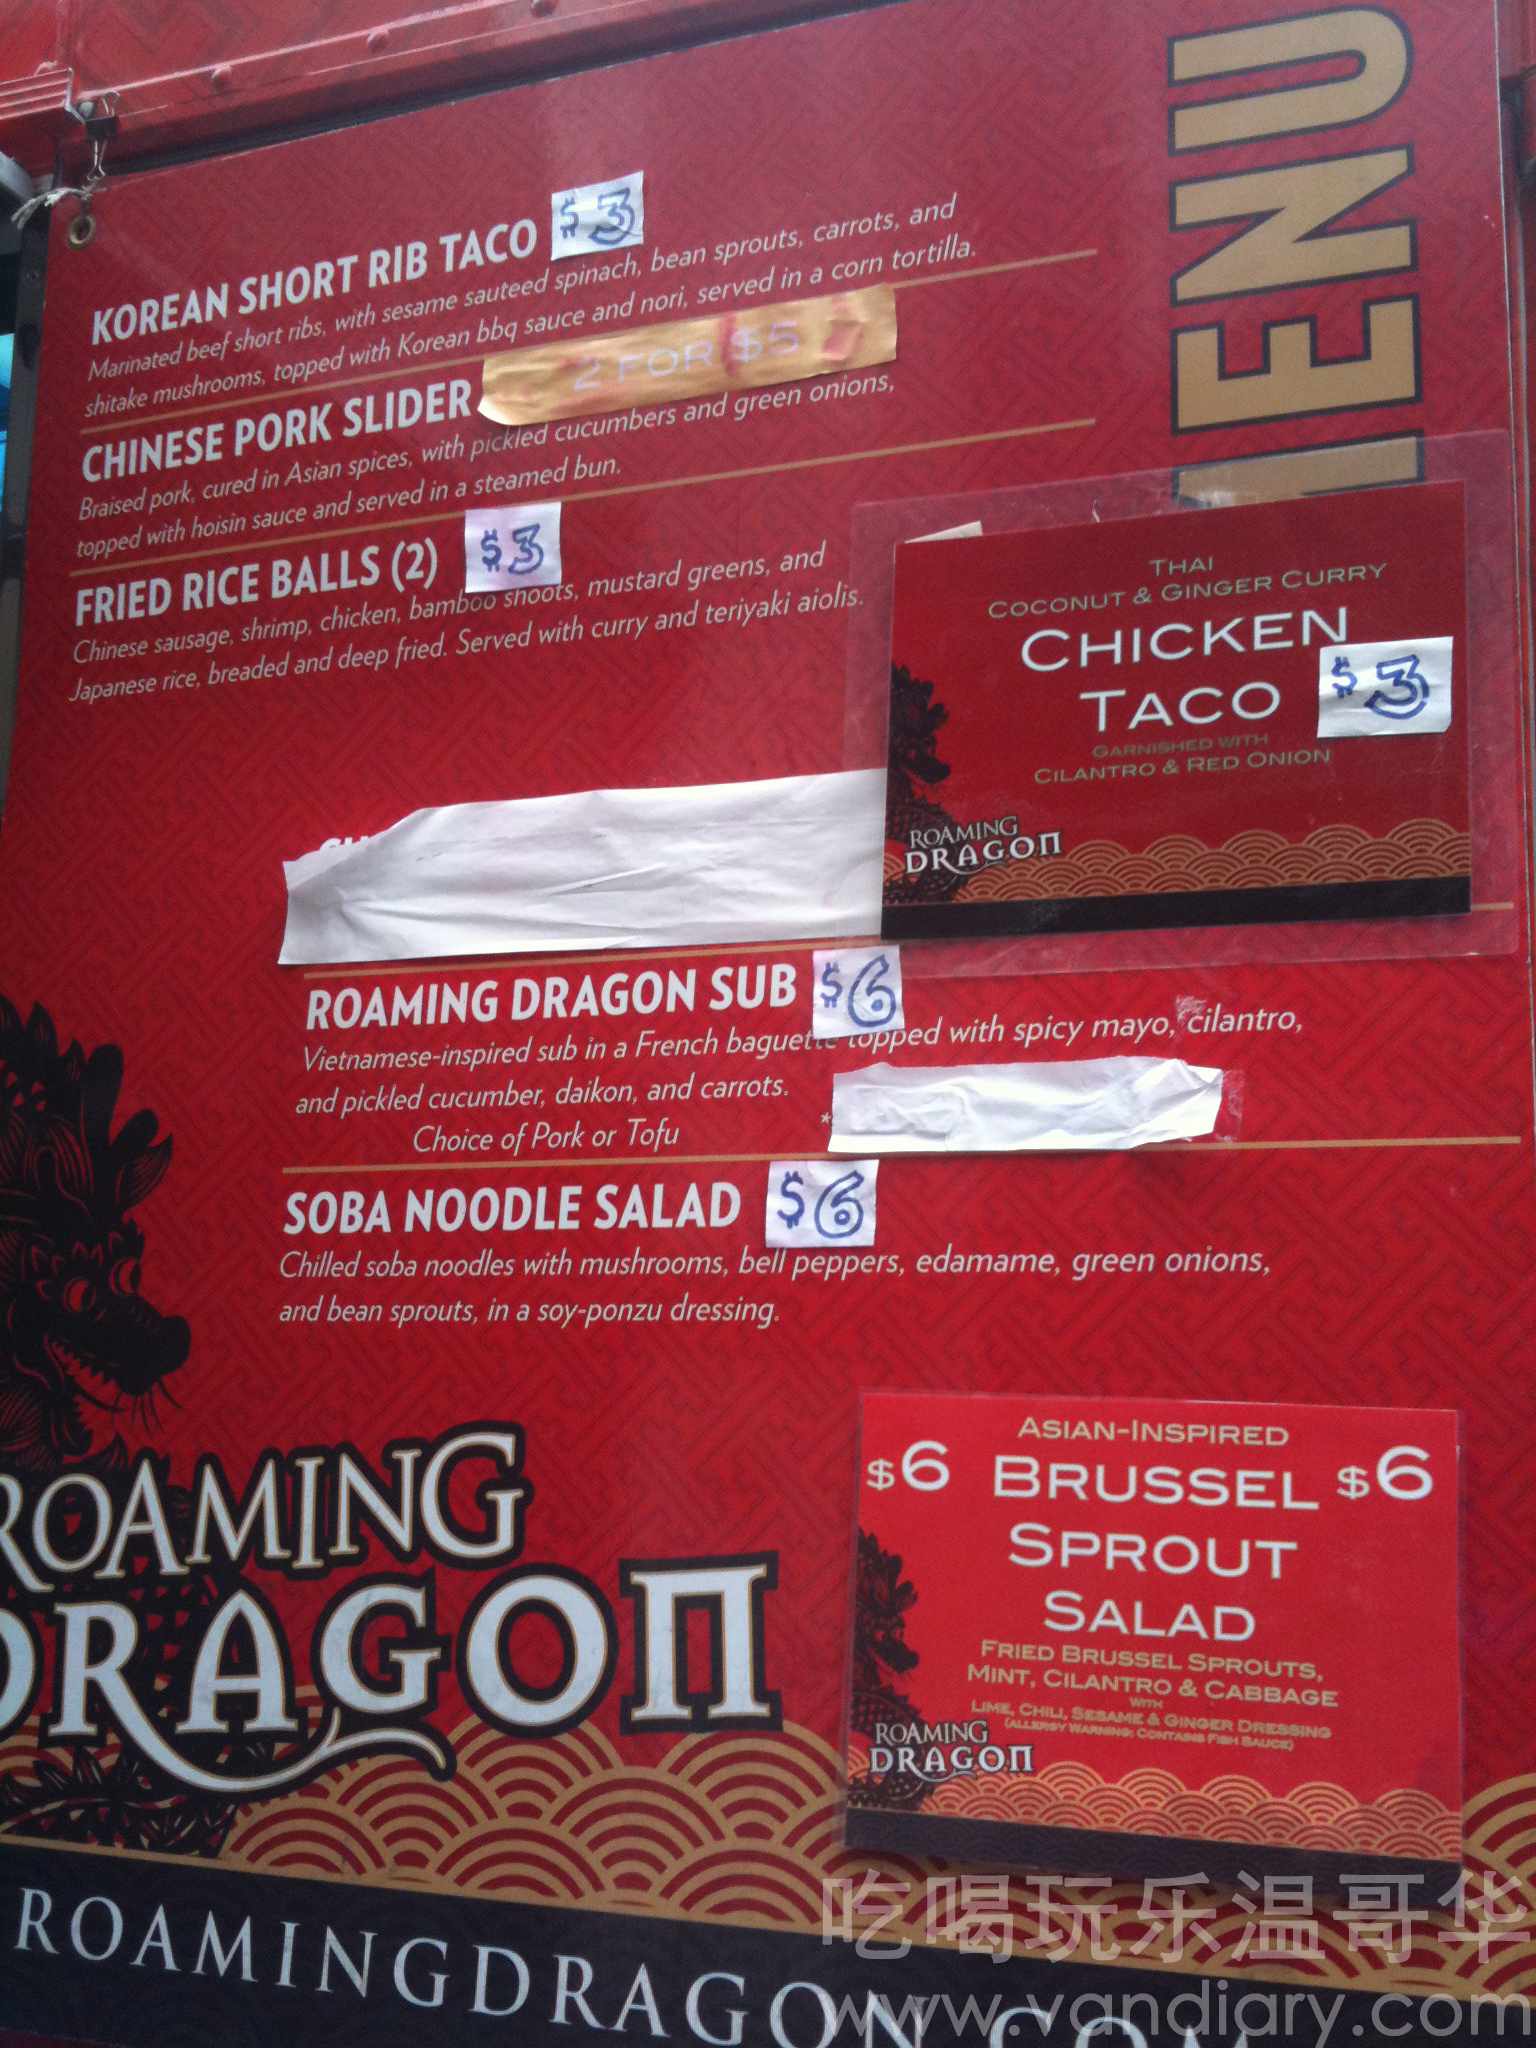 MENU
KOREAN SHORT RIB TACO $3
Marinated beef short ribs, with sesame sauteed spinach, bean sprouts, carrots, and
shitake mushrooms, topped with Korean bbq sauce and nori, served in a corn tortilla.
CHINESE PORK SLIDER 2 FOR $5
Braised pork, cured in Asian spices, with pickled cucumbers and green onions,
topped with hoisin sauce and served in a steamed bun.
FRIED RICE BALLS (2) $3
Chinese sausage, shrimp, chicken, bamboo shoots, mustard greens, and
Japanese rice, breaded and deep fried. Served with curry and teriyaki aiolis.
THAI
COCONUT & GINGER CURRY
CHICKEN
TACO $3
GARNISHED WITH
CILANTRO & RED ONION
ROAMING
DRAGON
ROAMING DRAGON SUB $6
Vietnamese-inspired sub in a French baguette topped with spicy mayo, cilantro,
and pickled cucumber, daikon, and carrots.
Choice of Pork or Tofu *
SOBA NOODLE SALAD $6
Chilled soba noodles with mushrooms, bell peppers, edamame, green onions,
and bean sprouts, in a soy-ponzu dressing.
ASIAN-INSPIRED
$6 BRUSSEL $6
SPROUT
SALAD
FRIED BRUSSEL SPROUTS,
MINT, CILANTRO & CABBAGE
WITH
LIME, CHILI, SESAME & GINGER DRESSING
(ALLERGY WARNING: CONTAINS FISH SAUCE)
ROAMING
DRAGON
ROAMING
DRAGON
ROAMINGDRAGON.COM
吃喝玩乐温哥华
www.vandiary.com